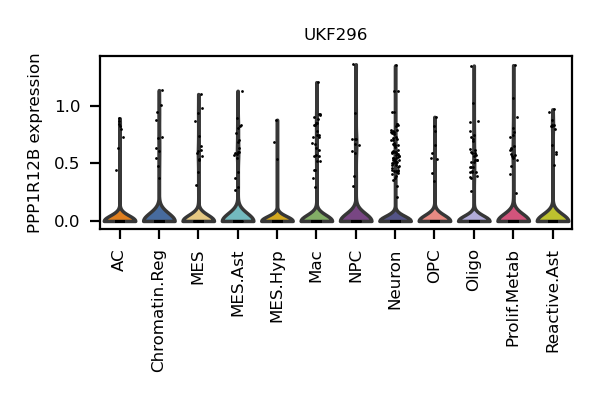 UKF296
PPP1R12B expression
1.0
0.5
0.0
AC
Chromatin.Reg
MES
MES.Ast
MES.Hyp
Mac
NPC
Neuron
OPC
Oligo
Prolif.Metab
Reactive.Ast